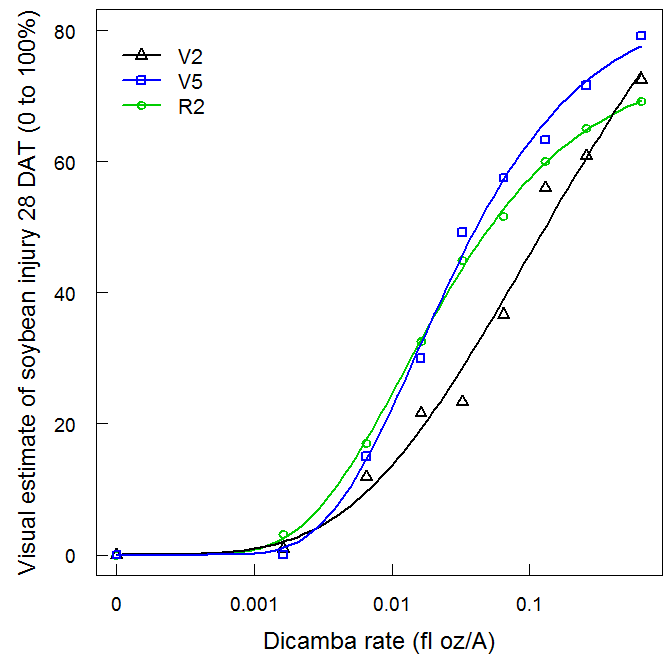 Visual estimate of soybean injury 28 DAT (0 to 100%)
80
60
40
20
0
V2
V5
R2
0 0.001 0.01 0.1
Dicamba rate (fl oz/A)